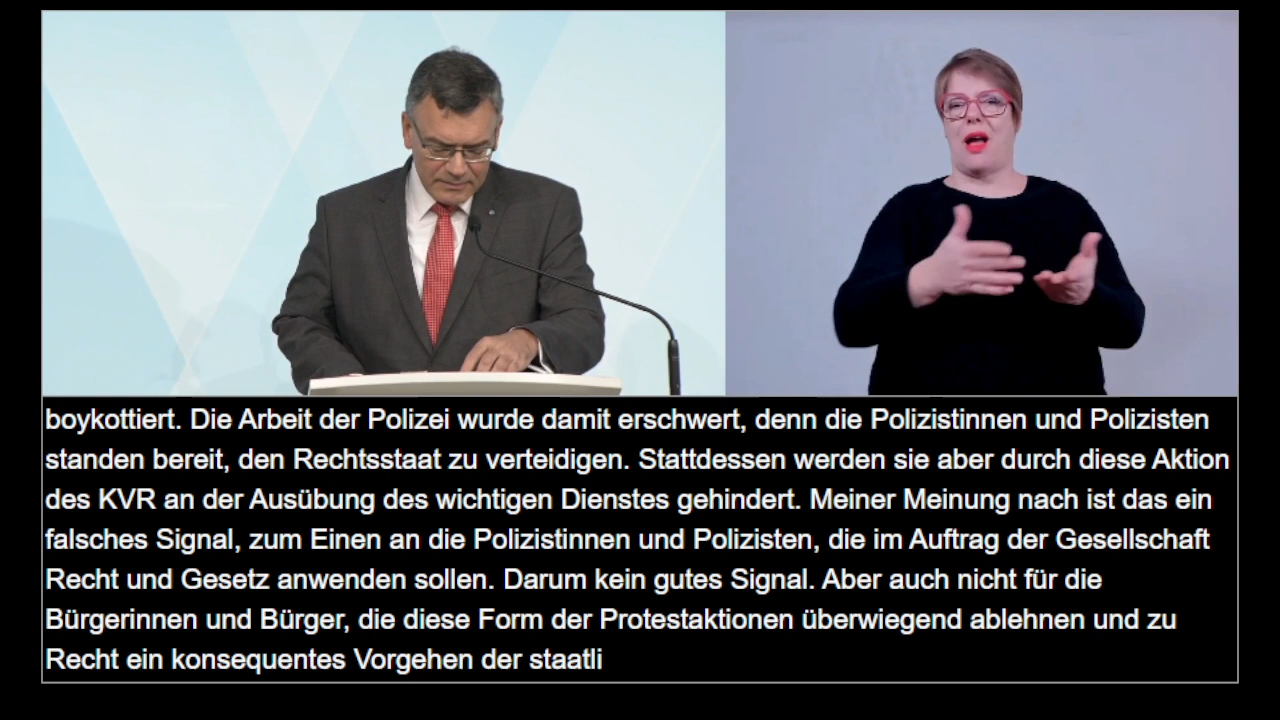 boykottiert. Die Arbeit der Polizei wurde damit erschwert, denn die Polizistinnen und Polizisten
standen bereit, den Rechtsstaat zu verteidigen. Stattdessen werden sie aber durch diese Aktion
des KVR an der Ausübung des wichtigen Dienstes gehindert. Meiner Meinung nach ist das ein
falsches Signal, zum Einen an die Polizistinnen und Polizisten, die im Auftrag der Gesellschaft
Recht und Gesetz anwenden sollen. Darum kein gutes Signal. Aber auch nicht für die
Bürgerinnen und Bürger, die diese Form der Protestaktionen überwiegend ablehnen und zu
Recht ein konsequentes Vorgehen der staatli